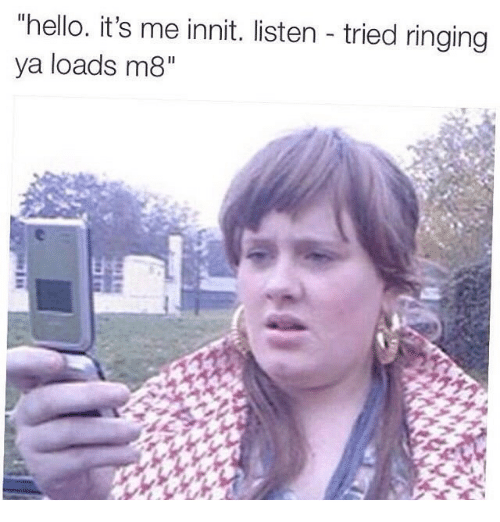 "hello. it's me innit. listen - tried ringing
ya loads m8"